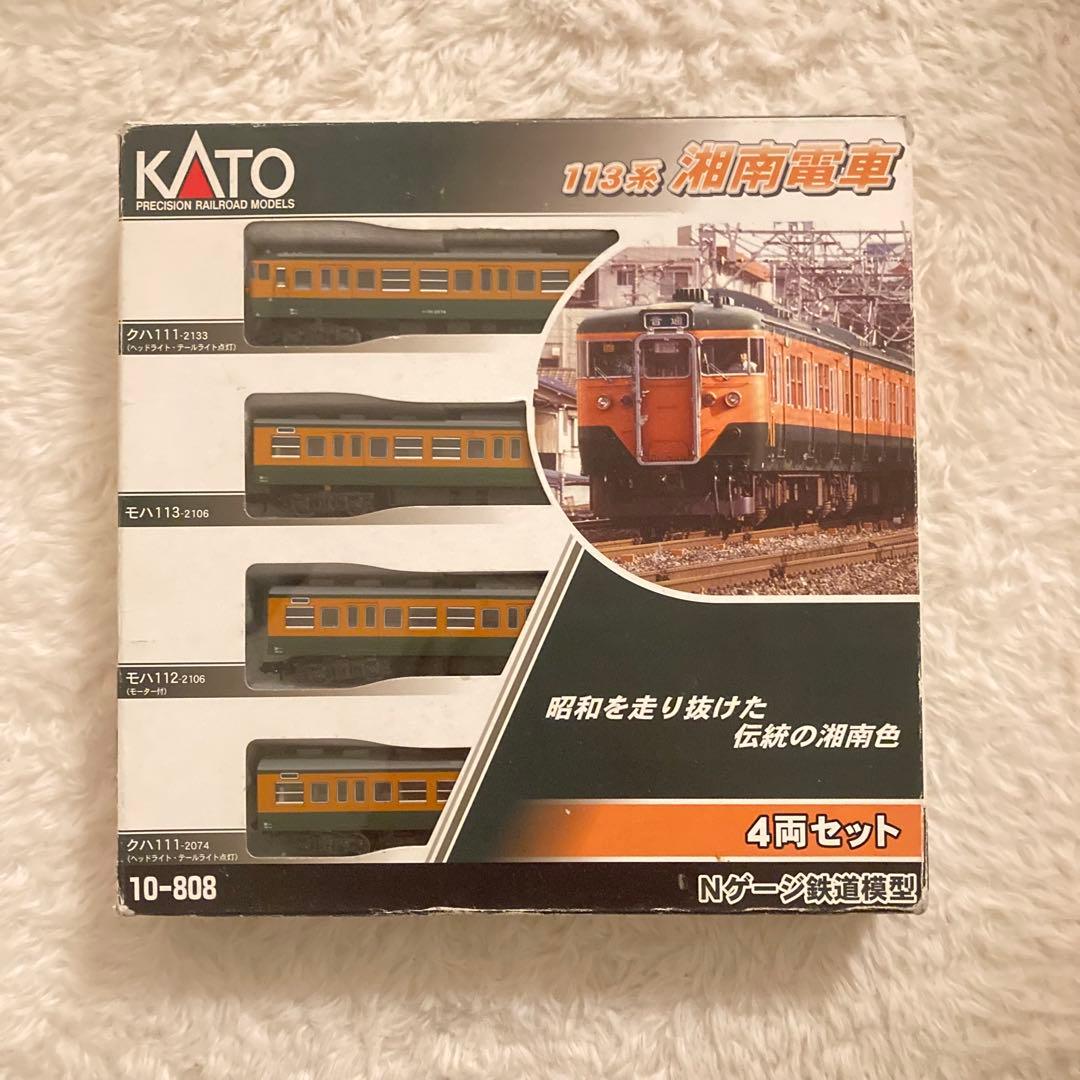 KATO
PRECISION RAILROAD MODELS
113系 湘南電車
普通
クハ111-2133
(ヘッドライト・テールライト点灯)
モハ113-2106
モハ112-2106
(モーター付)
クハ111-2074
(ヘッドライト・テールライト点灯)
昭和を走り抜けた
伝統の湘南色
4両セット
10-808
Nゲージ鉄道模型